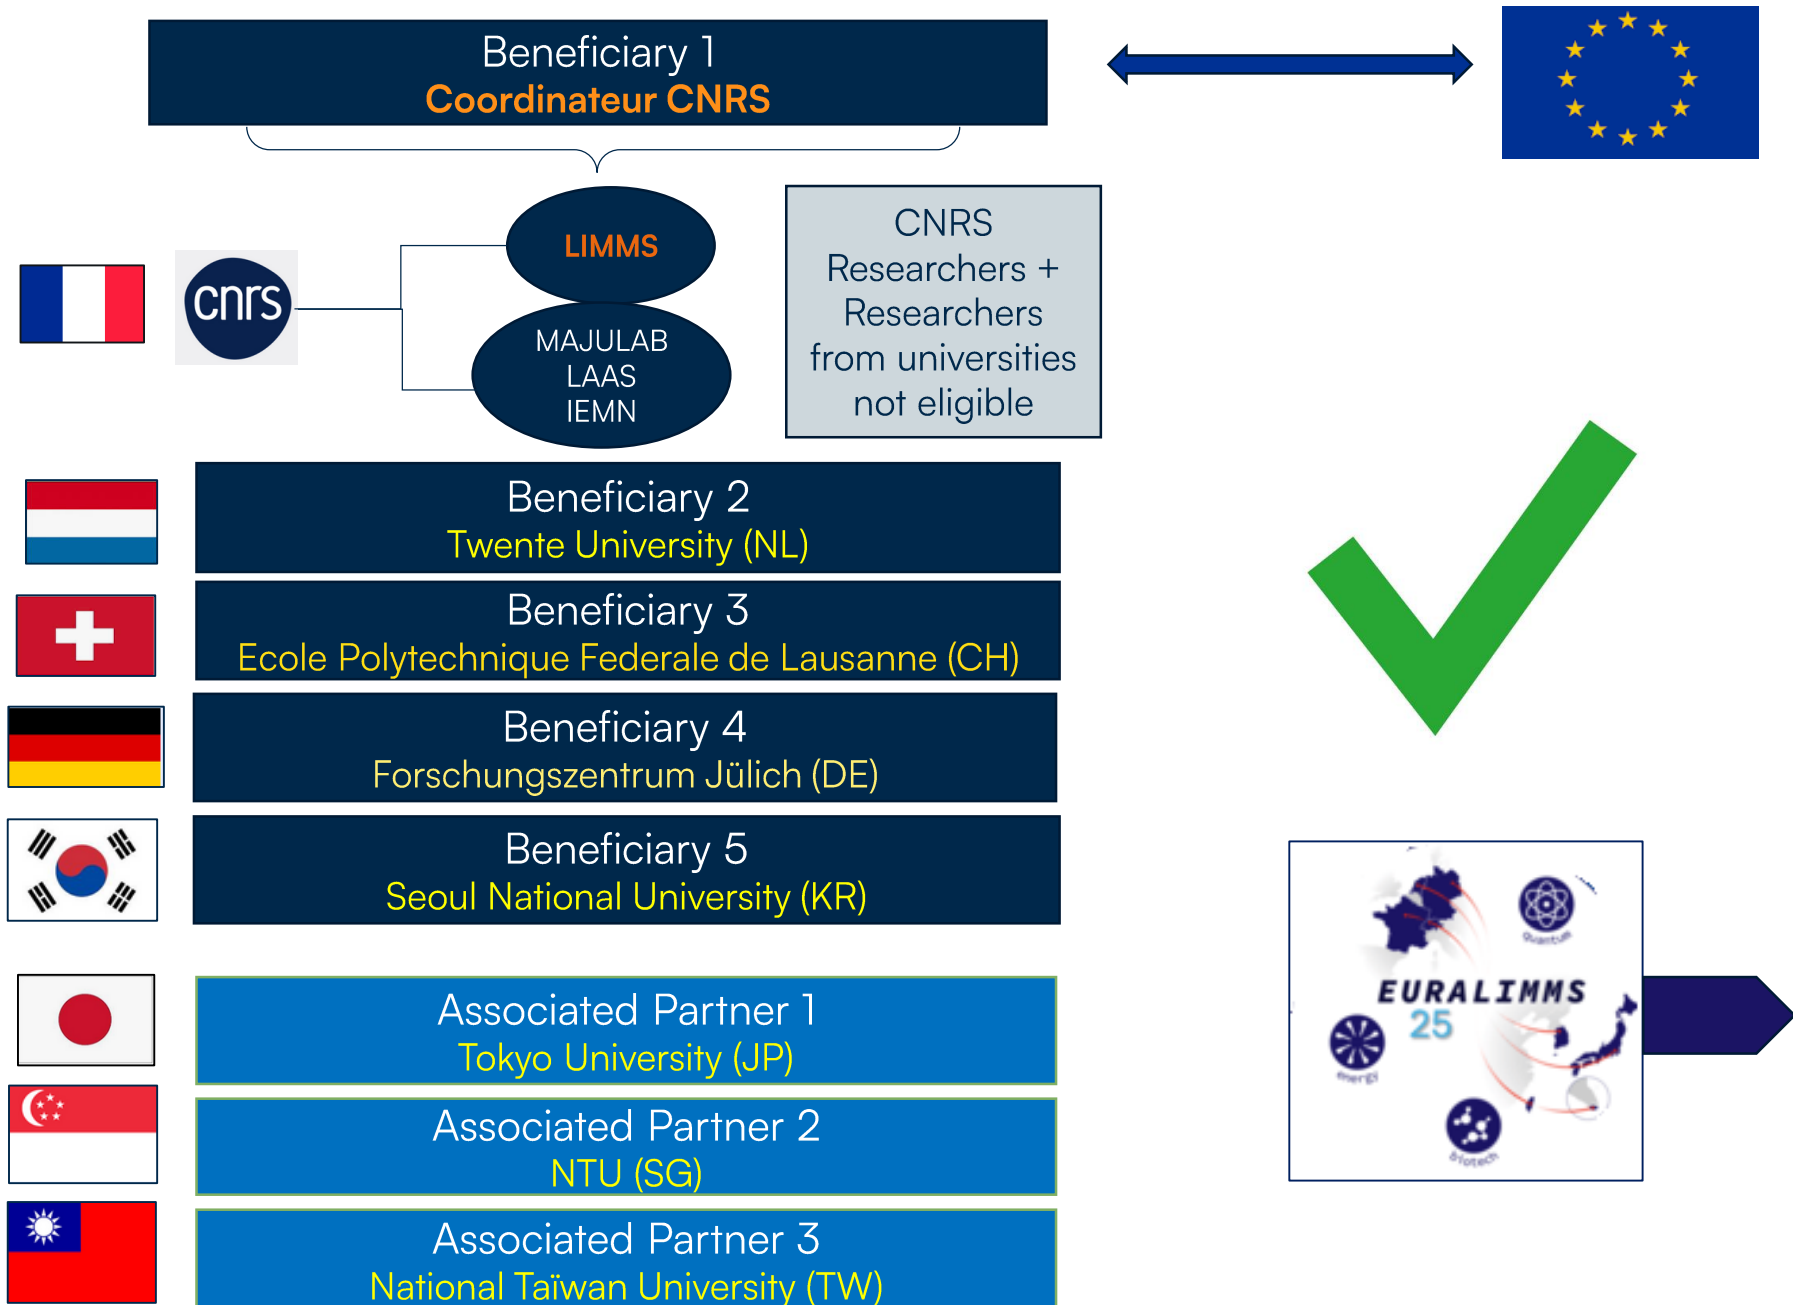 Beneficiary 1
Coordinateur CNRS
cnrs
LIMMS
MAJULAB
LAAS
IEMN
CNRS
Researchers +
Researchers
from universities
not eligible
Beneficiary 2
Twente University (NL)
Beneficiary 3
Ecole Polytechnique Federale de Lausanne (CH)
Beneficiary 4
Forschungszentrum Jülich (DE)
Beneficiary 5
Seoul National University (KR)
Associated Partner 1
Tokyo University (JP)
Associated Partner 2
NTU (SG)
Associated Partner 3
National Taïwan University (TW)
quantum
EURALIMMS
25
energy
biotech